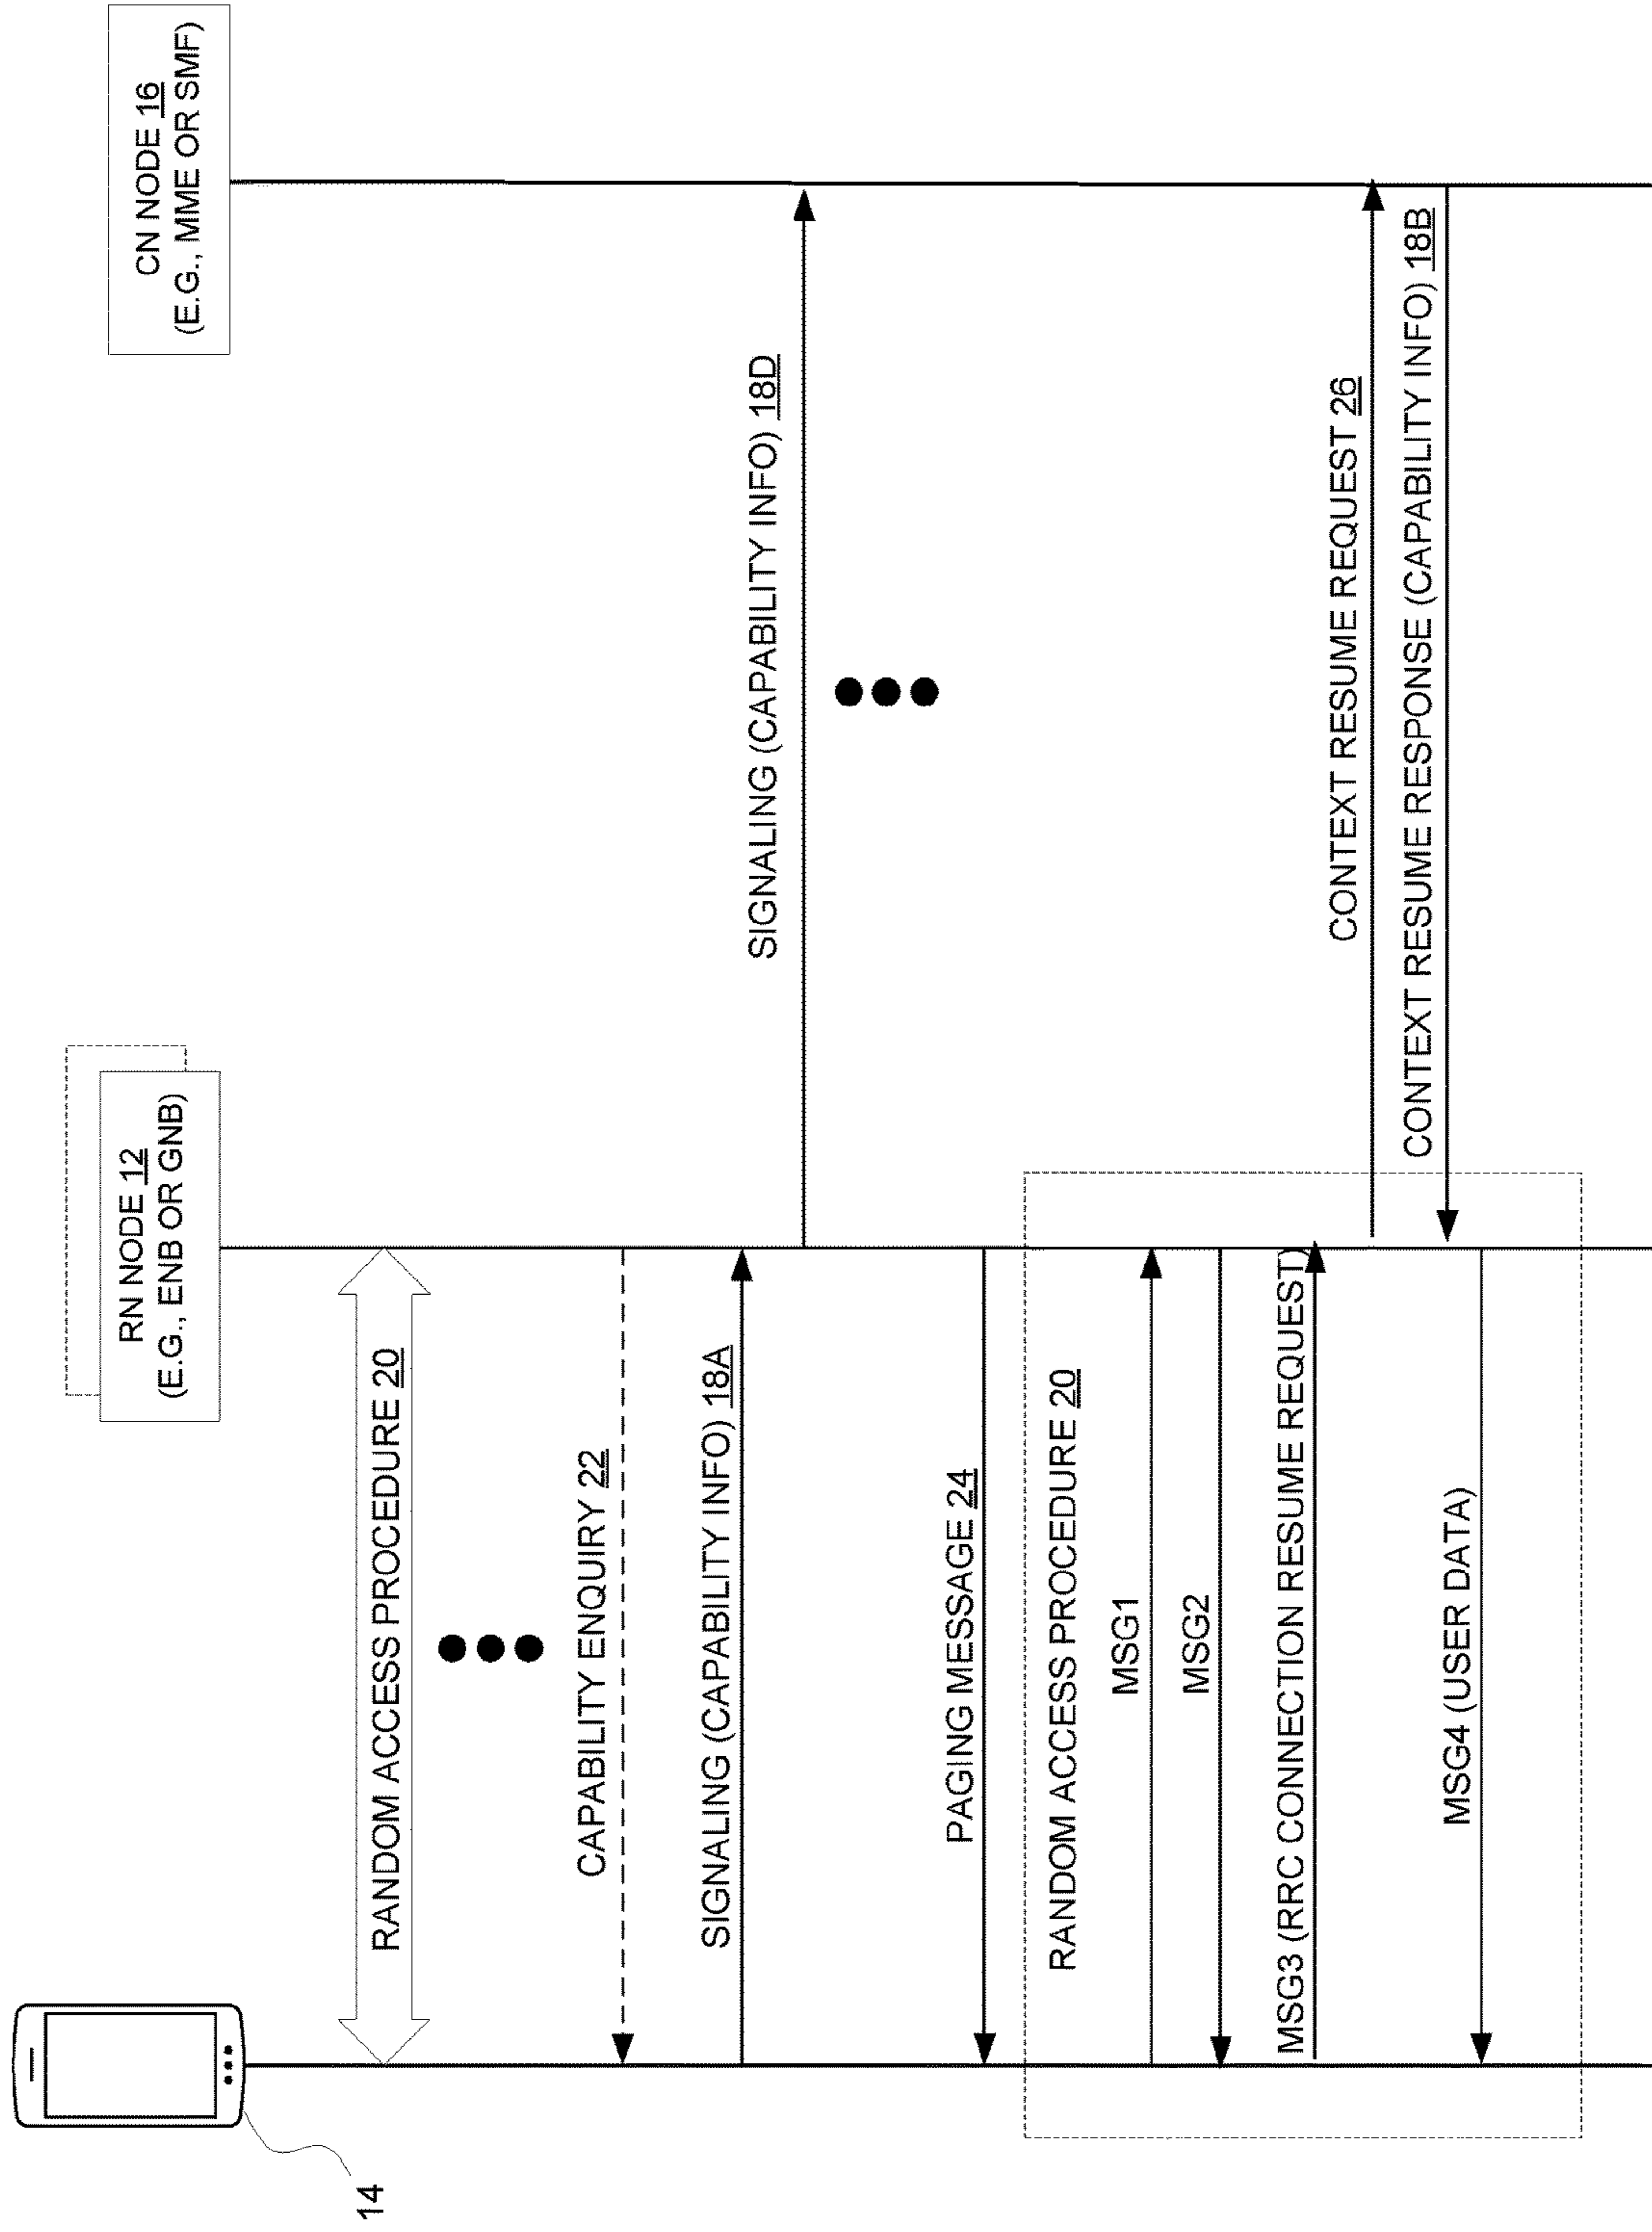 14
RN NODE 12
(E.G., ENB OR GNB)
CN NODE 16
(E.G., MME OR SMF)
RANDOM ACCESS PROCEDURE 20
CAPABILITY ENQUIRY 22
SIGNALING (CAPABILITY INFO) 18A
SIGNALING (CAPABILITY INFO) 18D
PAGING MESSAGE 24
RANDOM ACCESS PROCEDURE 20
MSG1
MSG2
MSG3 (RRC CONNECTION RESUME REQUEST)
CONTEXT RESUME REQUEST 26
CONTEXT RESUME RESPONSE (CAPABILITY INFO) 18B
MSG4 (USER DATA)